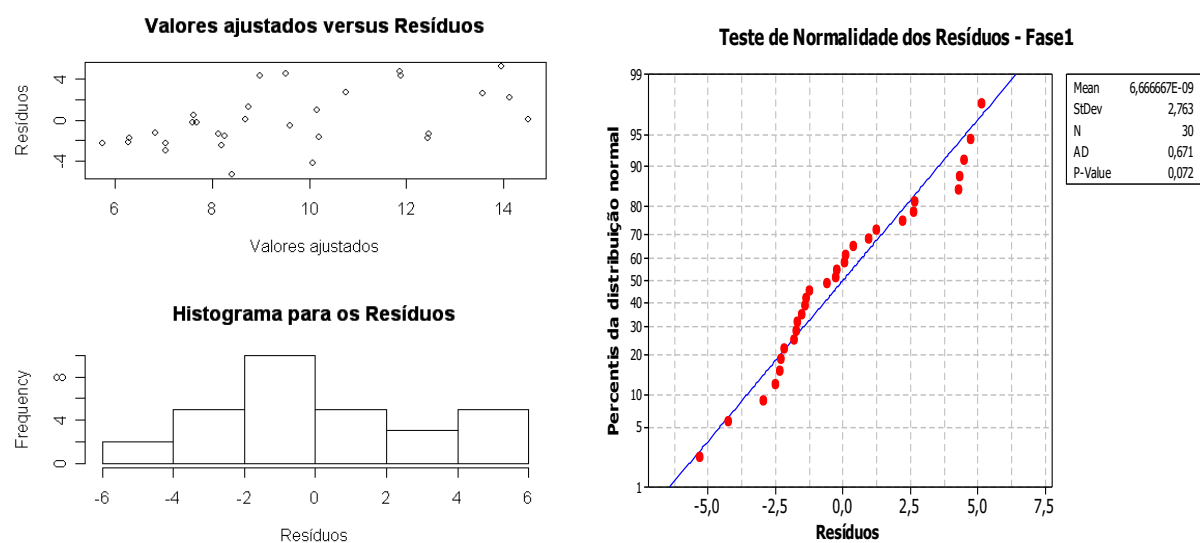 Valores ajustados versus Resíduos
Resíduos
4
0
-4
6
8
10
12
14
Valores ajustados
Histograma para os Resíduos
Frequency
8
4
0
-6
-4
-2
0
2
4
6
Resíduos
Teste de Normalidade dos Resíduos - Fase1
Percentis da distribuição normal
99
95
90
80
70
60
50
40
30
20
10
5
1
-5,0
-2,5
0,0
2,5
5,0
7,5
Resíduos
Mean 6,666667E-09
StDev 2,763
N 30
AD 0,671
P-Value 0,072